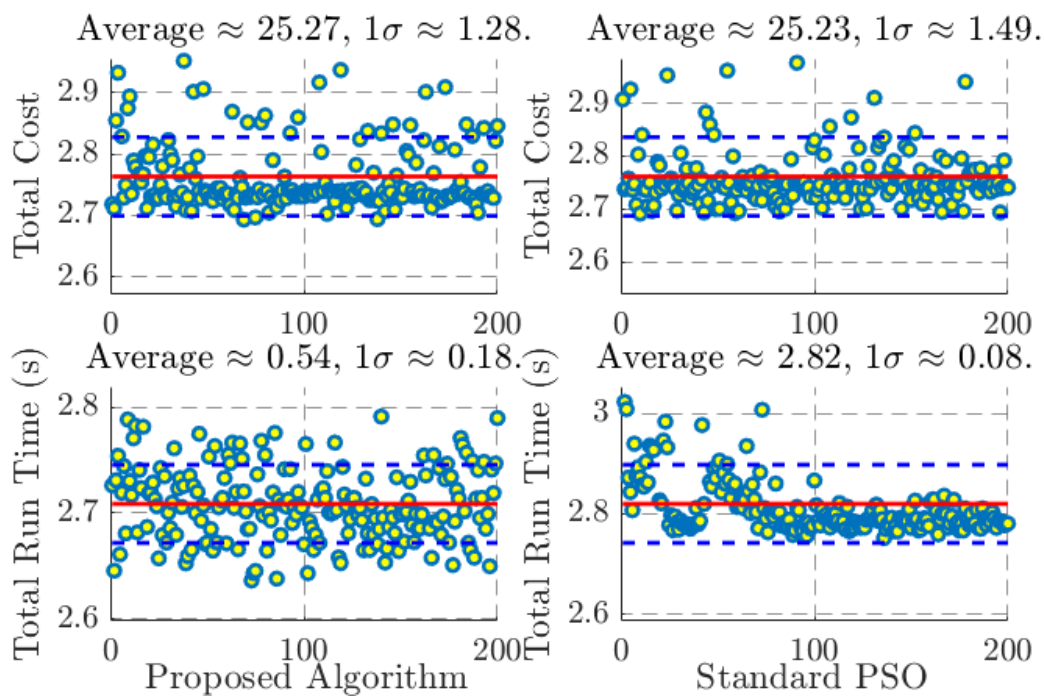 Average ≈ 25.27, 1σ ≈ 1.28.
Total Cost
2.9
2.8
2.7
2.6
0
100
200
Average ≈ 25.23, 1σ ≈ 1.49.
Total Cost
2.9
2.8
2.7
2.6
0
100
200
Average ≈ 0.54, 1σ ≈ 0.18.
Total Run Time (s)
2.8
2.7
2.6
0
100
200
Proposed Algorithm
Average ≈ 2.82, 1σ ≈ 0.08.
Total Run Time (s)
3
2.8
2.6
0
100
200
Standard PSO